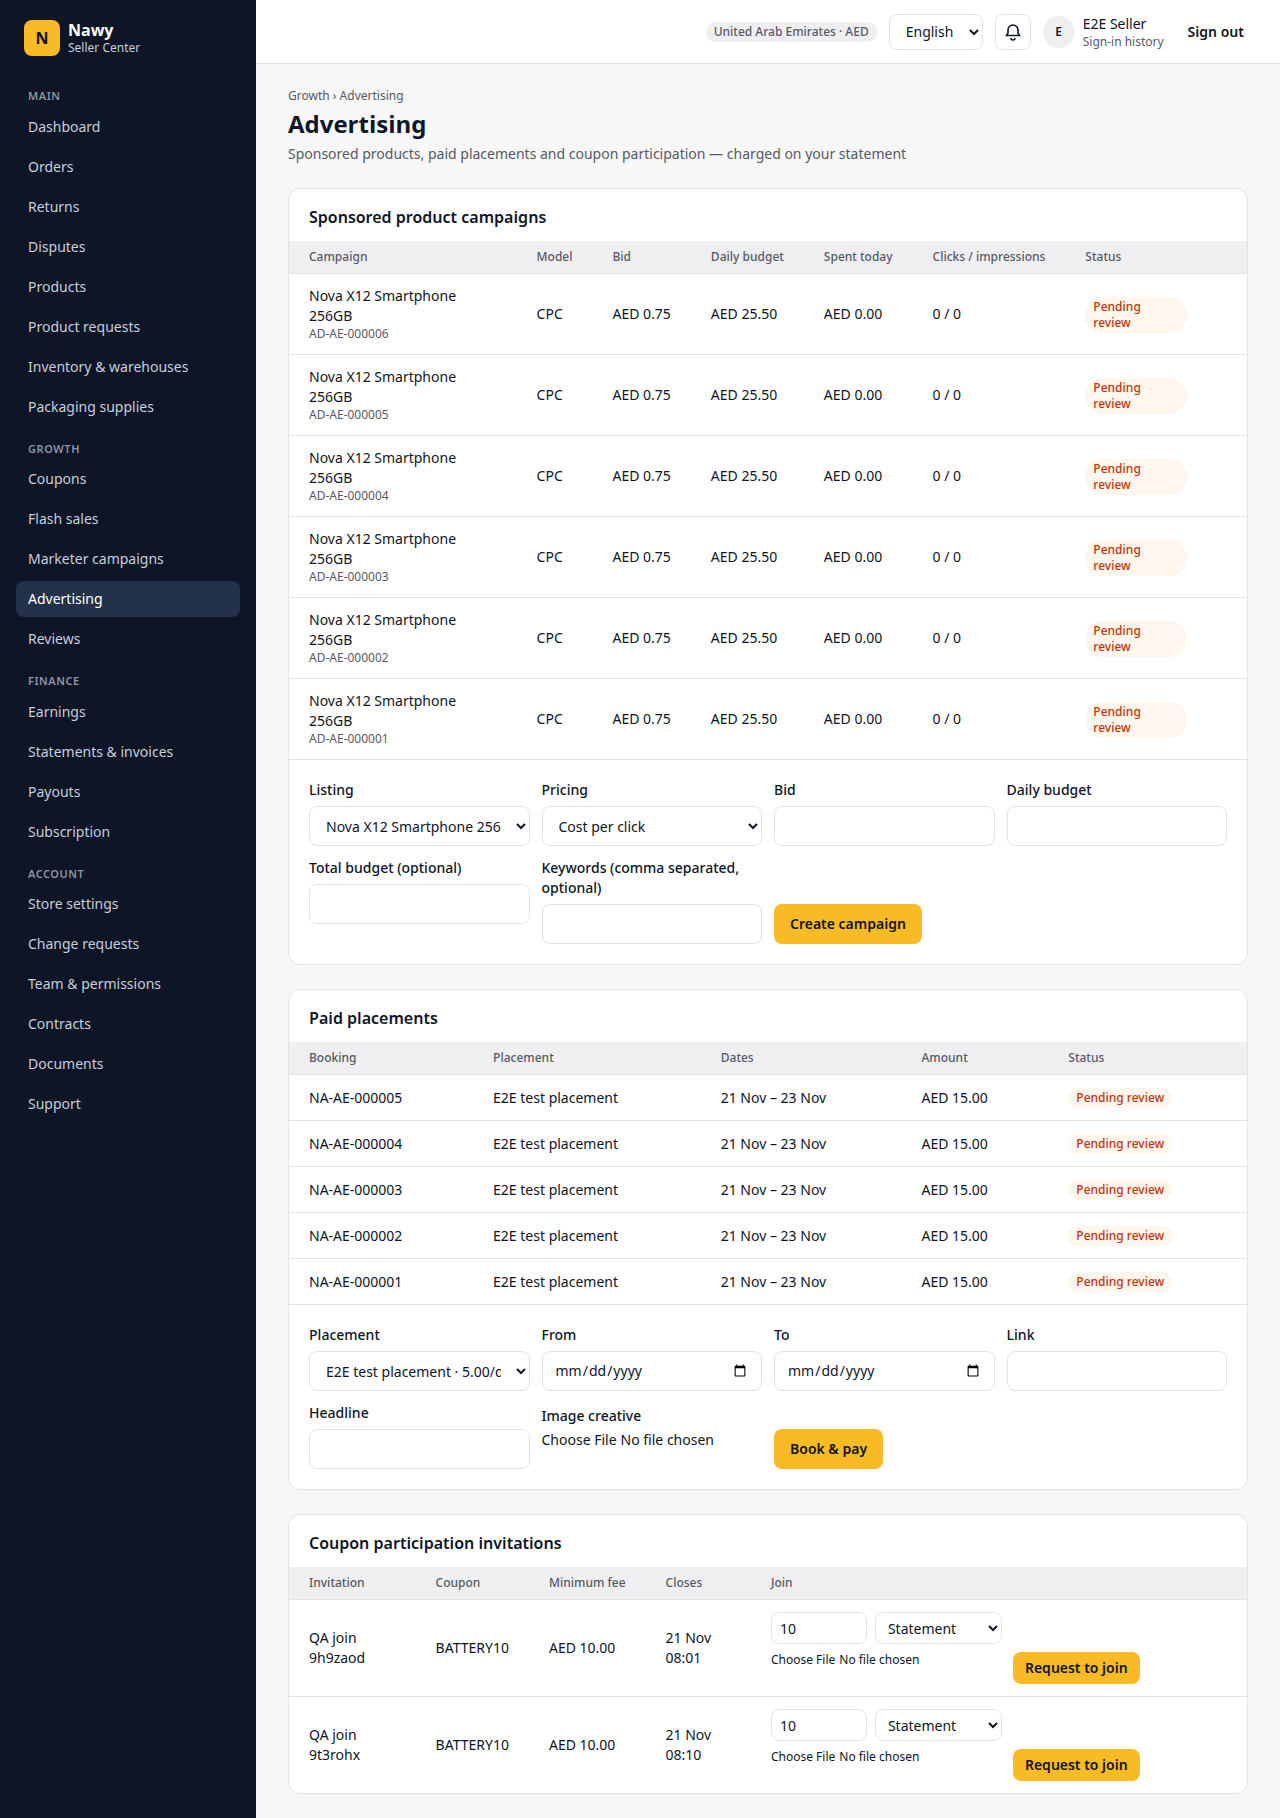 N
Nawy
Seller Center
United Arab Emirates · AED
English
E
E2E Seller
Sign-in history
Sign out
MAIN
Dashboard
Orders
Returns
Disputes
Products
Product requests
Inventory & warehouses
Packaging supplies
GROWTH
Coupons
Flash sales
Marketer campaigns
Advertising
Reviews
FINANCE
Earnings
Statements & invoices
Payouts
Subscription
ACCOUNT
Store settings
Change requests
Team & permissions
Contracts
Documents
Support
Growth › Advertising
Advertising
Sponsored products, paid placements and coupon participation — charged on your statement
Sponsored product campaigns
Campaign Model Bid Daily budget Spent today Clicks / impressions Status
Nova X12 Smartphone
256GB
AD-AE-000006
CPC AED 0.75 AED 25.50 AED 0.00 0 / 0
Pending
review
Nova X12 Smartphone
256GB
AD-AE-000005
CPC AED 0.75 AED 25.50 AED 0.00 0 / 0
Pending
review
Nova X12 Smartphone
256GB
AD-AE-000004
CPC AED 0.75 AED 25.50 AED 0.00 0 / 0
Pending
review
Nova X12 Smartphone
256GB
AD-AE-000003
CPC AED 0.75 AED 25.50 AED 0.00 0 / 0
Pending
review
Nova X12 Smartphone
256GB
AD-AE-000002
CPC AED 0.75 AED 25.50 AED 0.00 0 / 0
Pending
review
Nova X12 Smartphone
256GB
AD-AE-000001
CPC AED 0.75 AED 25.50 AED 0.00 0 / 0
Pending
review
Listing Pricing Bid Daily budget
Nova X12 Smartphone 256 Cost per click
Total budget (optional) Keywords (comma separated,
optional)
Create campaign
Paid placements
Booking Placement Dates Amount Status
NA-AE-000005 E2E test placement 21 Nov – 23 Nov AED 15.00 Pending review
NA-AE-000004 E2E test placement 21 Nov – 23 Nov AED 15.00 Pending review
NA-AE-000003 E2E test placement 21 Nov – 23 Nov AED 15.00 Pending review
NA-AE-000002 E2E test placement 21 Nov – 23 Nov AED 15.00 Pending review
NA-AE-000001 E2E test placement 21 Nov – 23 Nov AED 15.00 Pending review
Placement From To Link
E2E test placement · 5.00/d mm/dd/yyyy mm/dd/yyyy
Headline Image creative
Choose File No file chosen
Book & pay
Coupon participation invitations
Invitation Coupon Minimum fee Closes Join
QA join
9h9zaod
BATTERY10 AED 10.00
21 Nov
08:01
10 Statement
Choose File No file chosen
Request to join
QA join
9t3rohx
BATTERY10 AED 10.00
21 Nov
08:10
10 Statement
Choose File No file chosen
Request to join